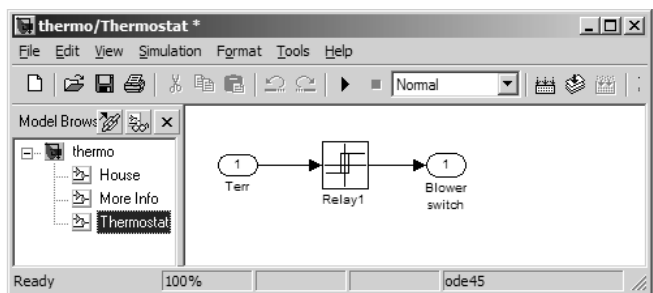 thermo/Thermostat *
File Edit View Simulation Format Tools Help
Normal
Model Brows
thermo
House
More Info
Thermostat
1
Terr
Relay1
1
Blower
switch
Ready 100% ode45